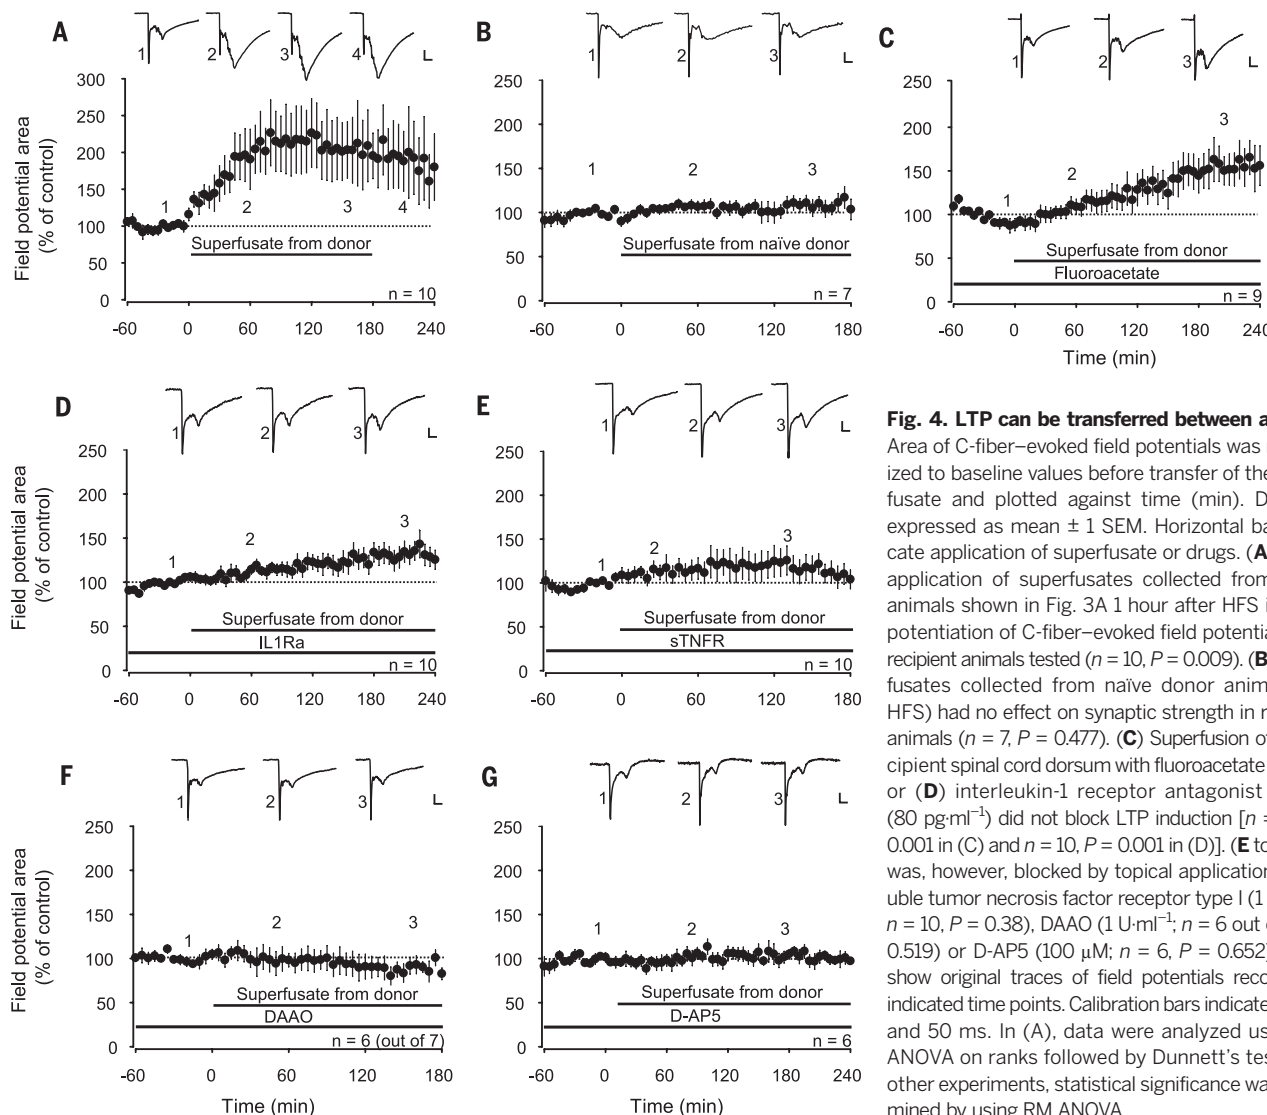 A
1
2
3
4
300
250
200
150
100
50
0
Field potential area
(% of control)
1
2
3
4
Superfusate from donor
n = 10
-60
0
60
120
180
240
B
1
2
3
250
200
150
100
50
0
1
2
3
Superfusate from naïve donor
n = 7
-60
0
60
120
180
C
1
2
3
250
200
150
100
50
0
1
2
3
Superfusate from donor
Fluoroacetate
n = 9
-60
0
60
120
180
240
Time (min)
D
1
2
3
250
200
150
100
50
0
Field potential area
(% of control)
1
2
3
Superfusate from donor
IL1Ra
n = 10
-60
0
60
120
180
240
E
1
2
3
250
200
150
100
50
0
1
2
3
Superfusate from donor
sTNFR
n = 10
-60
0
60
120
180
F
1
2
3
250
200
150
100
50
0
Field potential area
(% of control)
1
2
3
Superfusate from donor
DAAO
n = 6 (out of 7)
-60
0
60
120
180
Time (min)
G
1
2
3
250
200
150
100
50
0
1
2
3
Superfusate from donor
D-AP5
n = 6
-60
0
60
120
180
Time (min)
Fig. 4. LTP can be transferred between a
Area of C-fiber–evoked field potentials was
ized to baseline values before transfer of the
fusate and plotted against time (min). D
expressed as mean ± 1 SEM. Horizontal ba
cate application of superfusate or drugs. (A
application of superfusates collected from
animals shown in Fig. 3A 1 hour after HFS i
potentiation of C-fiber–evoked field potentia
recipient animals tested (n = 10, P = 0.009). (B
fusates collected from naïve donor anim
HFS) had no effect on synaptic strength in r
animals (n = 7, P = 0.477). (C) Superfusion o
cipient spinal cord dorsum with fluoroacetate
or (D) interleukin-1 receptor antagonist
(80 pg·ml⁻¹) did not block LTP induction [n =
0.001 in (C) and n = 10, P = 0.001 in (D)]. (E to
was, however, blocked by topical application
uble tumor necrosis factor receptor type I (1
n = 10, P = 0.38), DAAO (1 U·ml⁻¹; n = 6 out
0.519) or D-AP5 (100 μM; n = 6, P = 0.652)
show original traces of field potentials reco
indicated time points. Calibration bars indicate
and 50 ms. In (A), data were analyzed us
ANOVA on ranks followed by Dunnett's tes
other experiments, statistical significance wa
mined by using RM ANOVA.